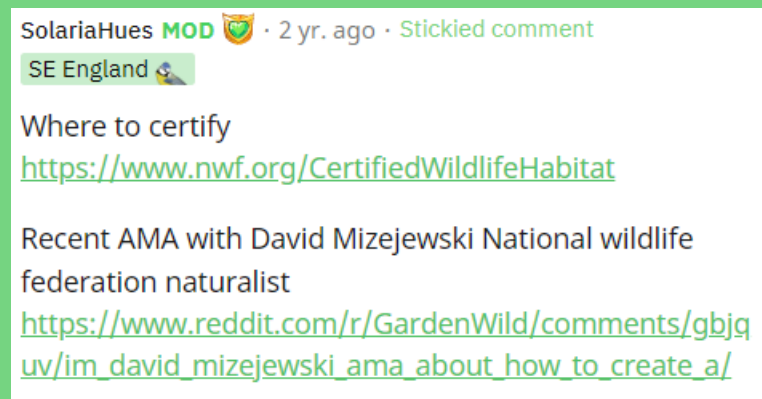 SolariaHues MOD · 2 yr. ago · Stickied comment
SE England
Where to certify
https://www.nwf.org/CertifiedWildlifeHabitat
Recent AMA with David Mizejewski National wildlife
federation naturalist
https://www.reddit.com/r/GardenWild/comments/gbjq
uv/im_david_mizejewski_ama_about_how_to_create_a/